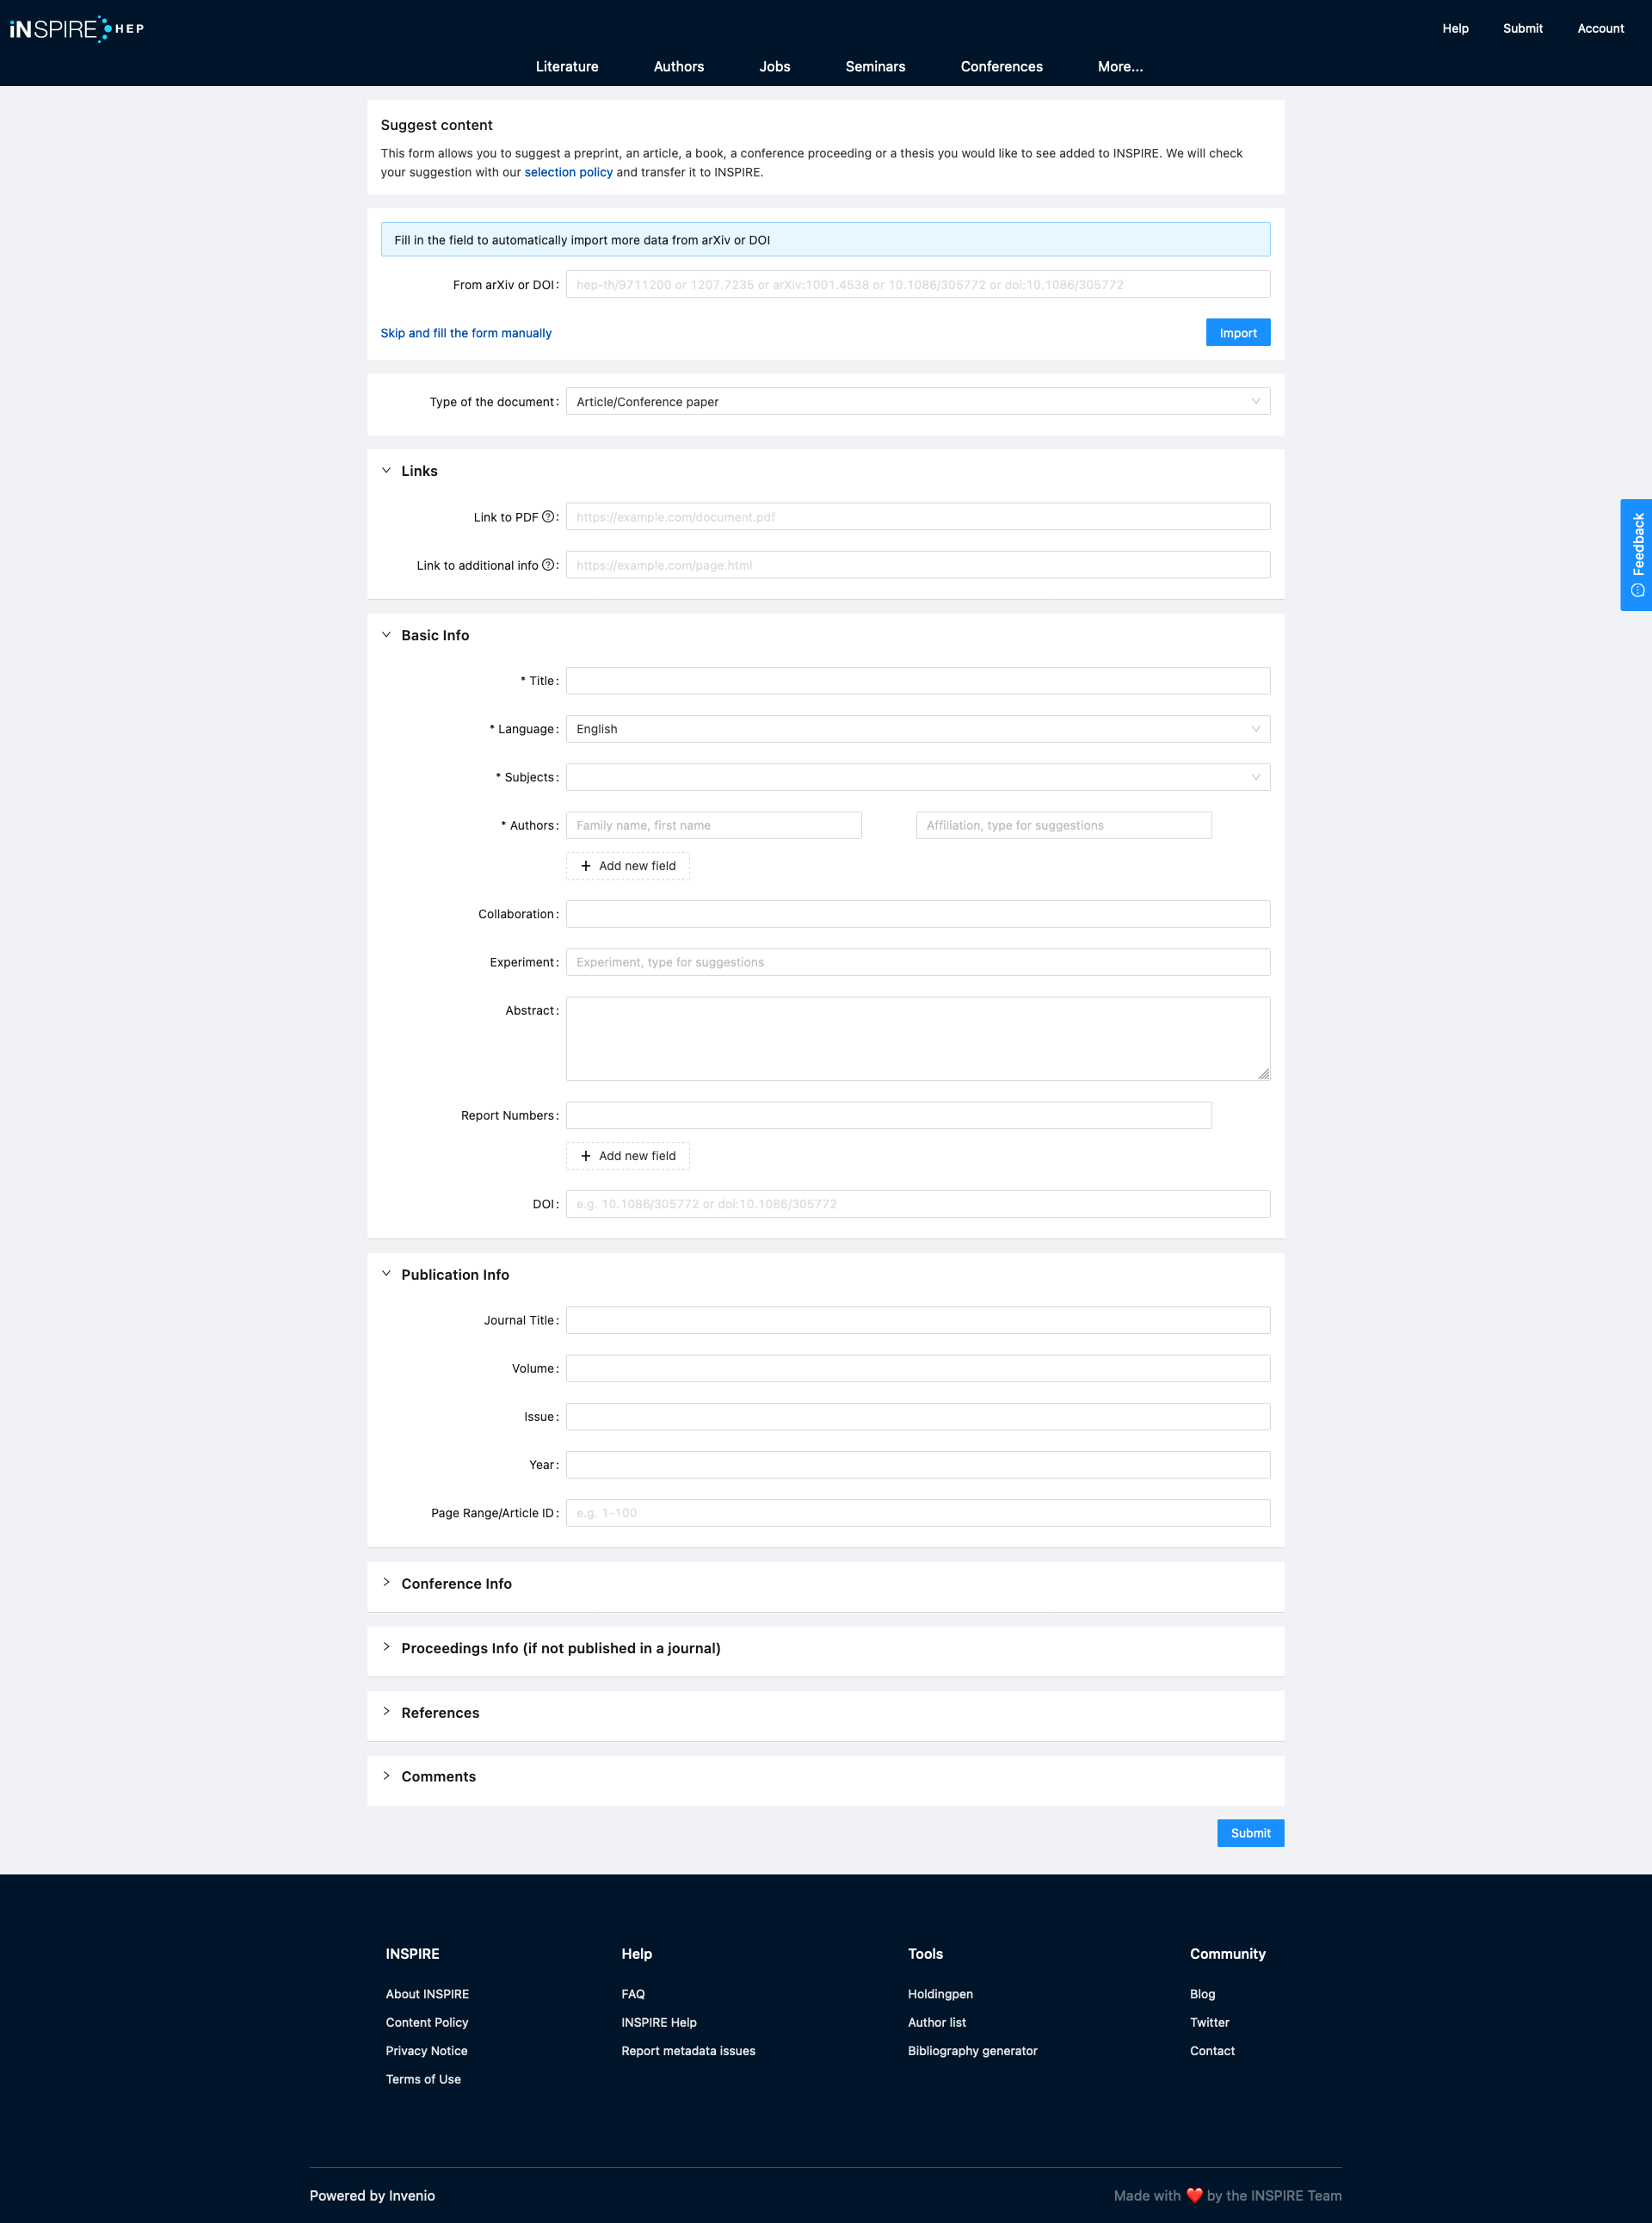 iNSPIRE HEP
Help Submit Account
Literature Authors Jobs Seminars Conferences More...
Suggest content
This form allows you to suggest a preprint, an article, a book, a conference proceeding or a thesis you would like to see added to INSPIRE. We will check
your suggestion with our selection policy and transfer it to INSPIRE.
Fill in the field to automatically import more data from arXiv or DOI
From arXiv or DOI: hep-th/9711200 or 1207.7235 or arXiv:1001.4538 or 10.1086/305772 or doi:10.1086/305772
Skip and fill the form manually Import
Type of the document: Article/Conference paper
Links
Link to PDF : https://example.com/document.pdf
Link to additional info : https://example.com/page.html
Feedback
Basic Info
* Title:
* Language: English
* Subjects:
* Authors: Family name, first name Affiliation, type for suggestions
+ Add new field
Collaboration:
Experiment: Experiment, type for suggestions
Abstract:
Report Numbers:
+ Add new field
DOI: e.g. 10.1086/305772 or doi:10.1086/305772
Publication Info
Journal Title:
Volume:
Issue:
Year:
Page Range/Article ID: e.g. 1-100
Conference Info
Proceedings Info (if not published in a journal)
References
Comments
Submit
INSPIRE Help Tools Community
About INSPIRE FAQ Holdingpen Blog
Content Policy INSPIRE Help Author list Twitter
Privacy Notice Report metadata issues Bibliography generator Contact
Terms of Use
Powered by Invenio Made with ❤️ by the INSPIRE Team